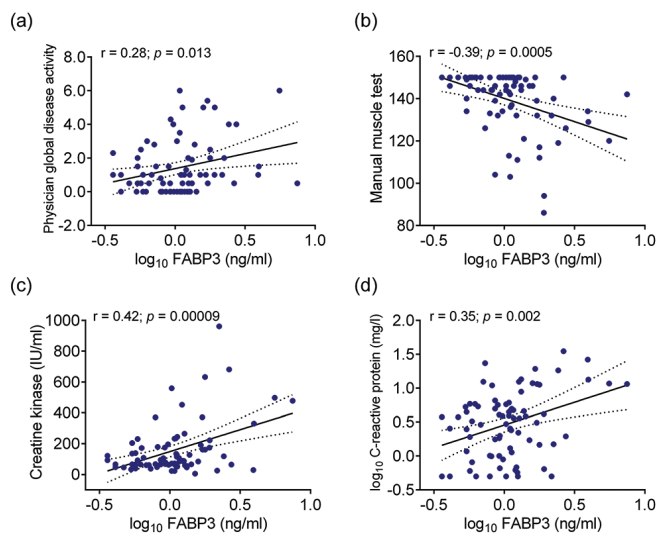 (a)
r = 0.28; p = 0.013
Physician global disease activity
8.0
6.0
4.0
2.0
0.0
-2.0
-0.5
0.0
0.5
1.0
log10 FABP3 (ng/ml)
(b)
r = -0.39; p = 0.0005
Manual muscle test
160
140
120
100
80
-0.5
0.0
0.5
1.0
log10 FABP3 (ng/ml)
(c)
r = 0.42; p = 0.00009
Creatine kinase (IU/ml)
1000
800
600
400
200
0
-0.5
0.0
0.5
1.0
log10 FABP3 (ng/ml)
(d)
r = 0.35; p = 0.002
log10 C-reactive protein (mg/l)
2.0
1.5
1.0
0.5
0.0
-0.5
-0.5
0.0
0.5
1.0
log10 FABP3 (ng/ml)